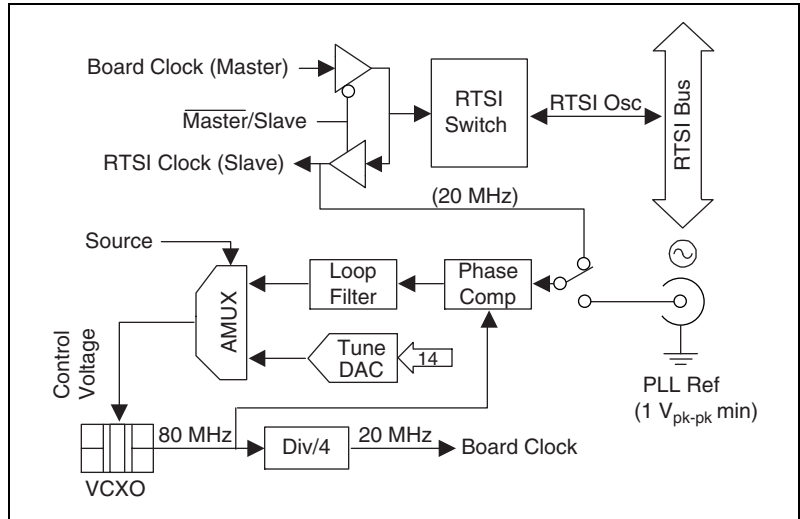 Board Clock (Master)
Master/Slave
RTSI Clock (Slave)
RTSI
Switch
RTSI Osc
RTSI Bus
(20 MHz)
Source
AMUX
Loop
Filter
Phase
Comp
Tune
DAC
14
Control
Voltage
80 MHz
Div/4
20 MHz
Board Clock
VCXO
PLL Ref
(1 Vpk-pk min)